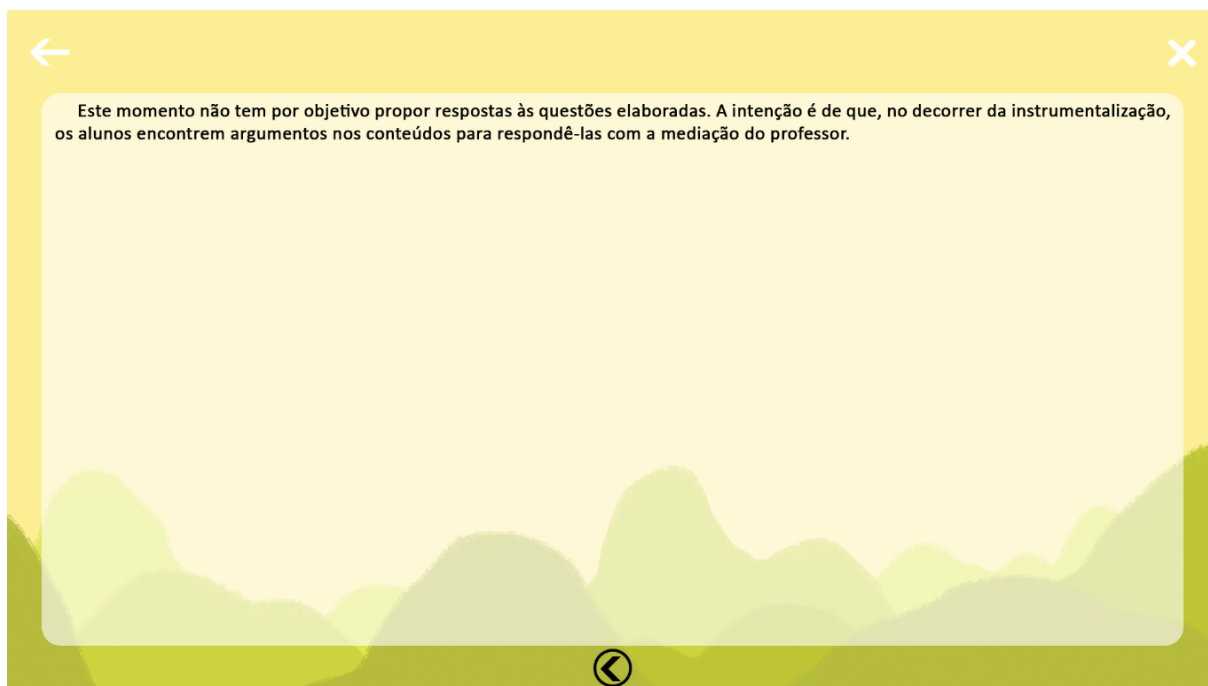 Este momento não tem por objetivo propor respostas às questões elaboradas. A intenção é de que, no decorrer da instrumentalização,
os alunos encontrem argumentos nos conteúdos para respondê-las com a mediação do professor.